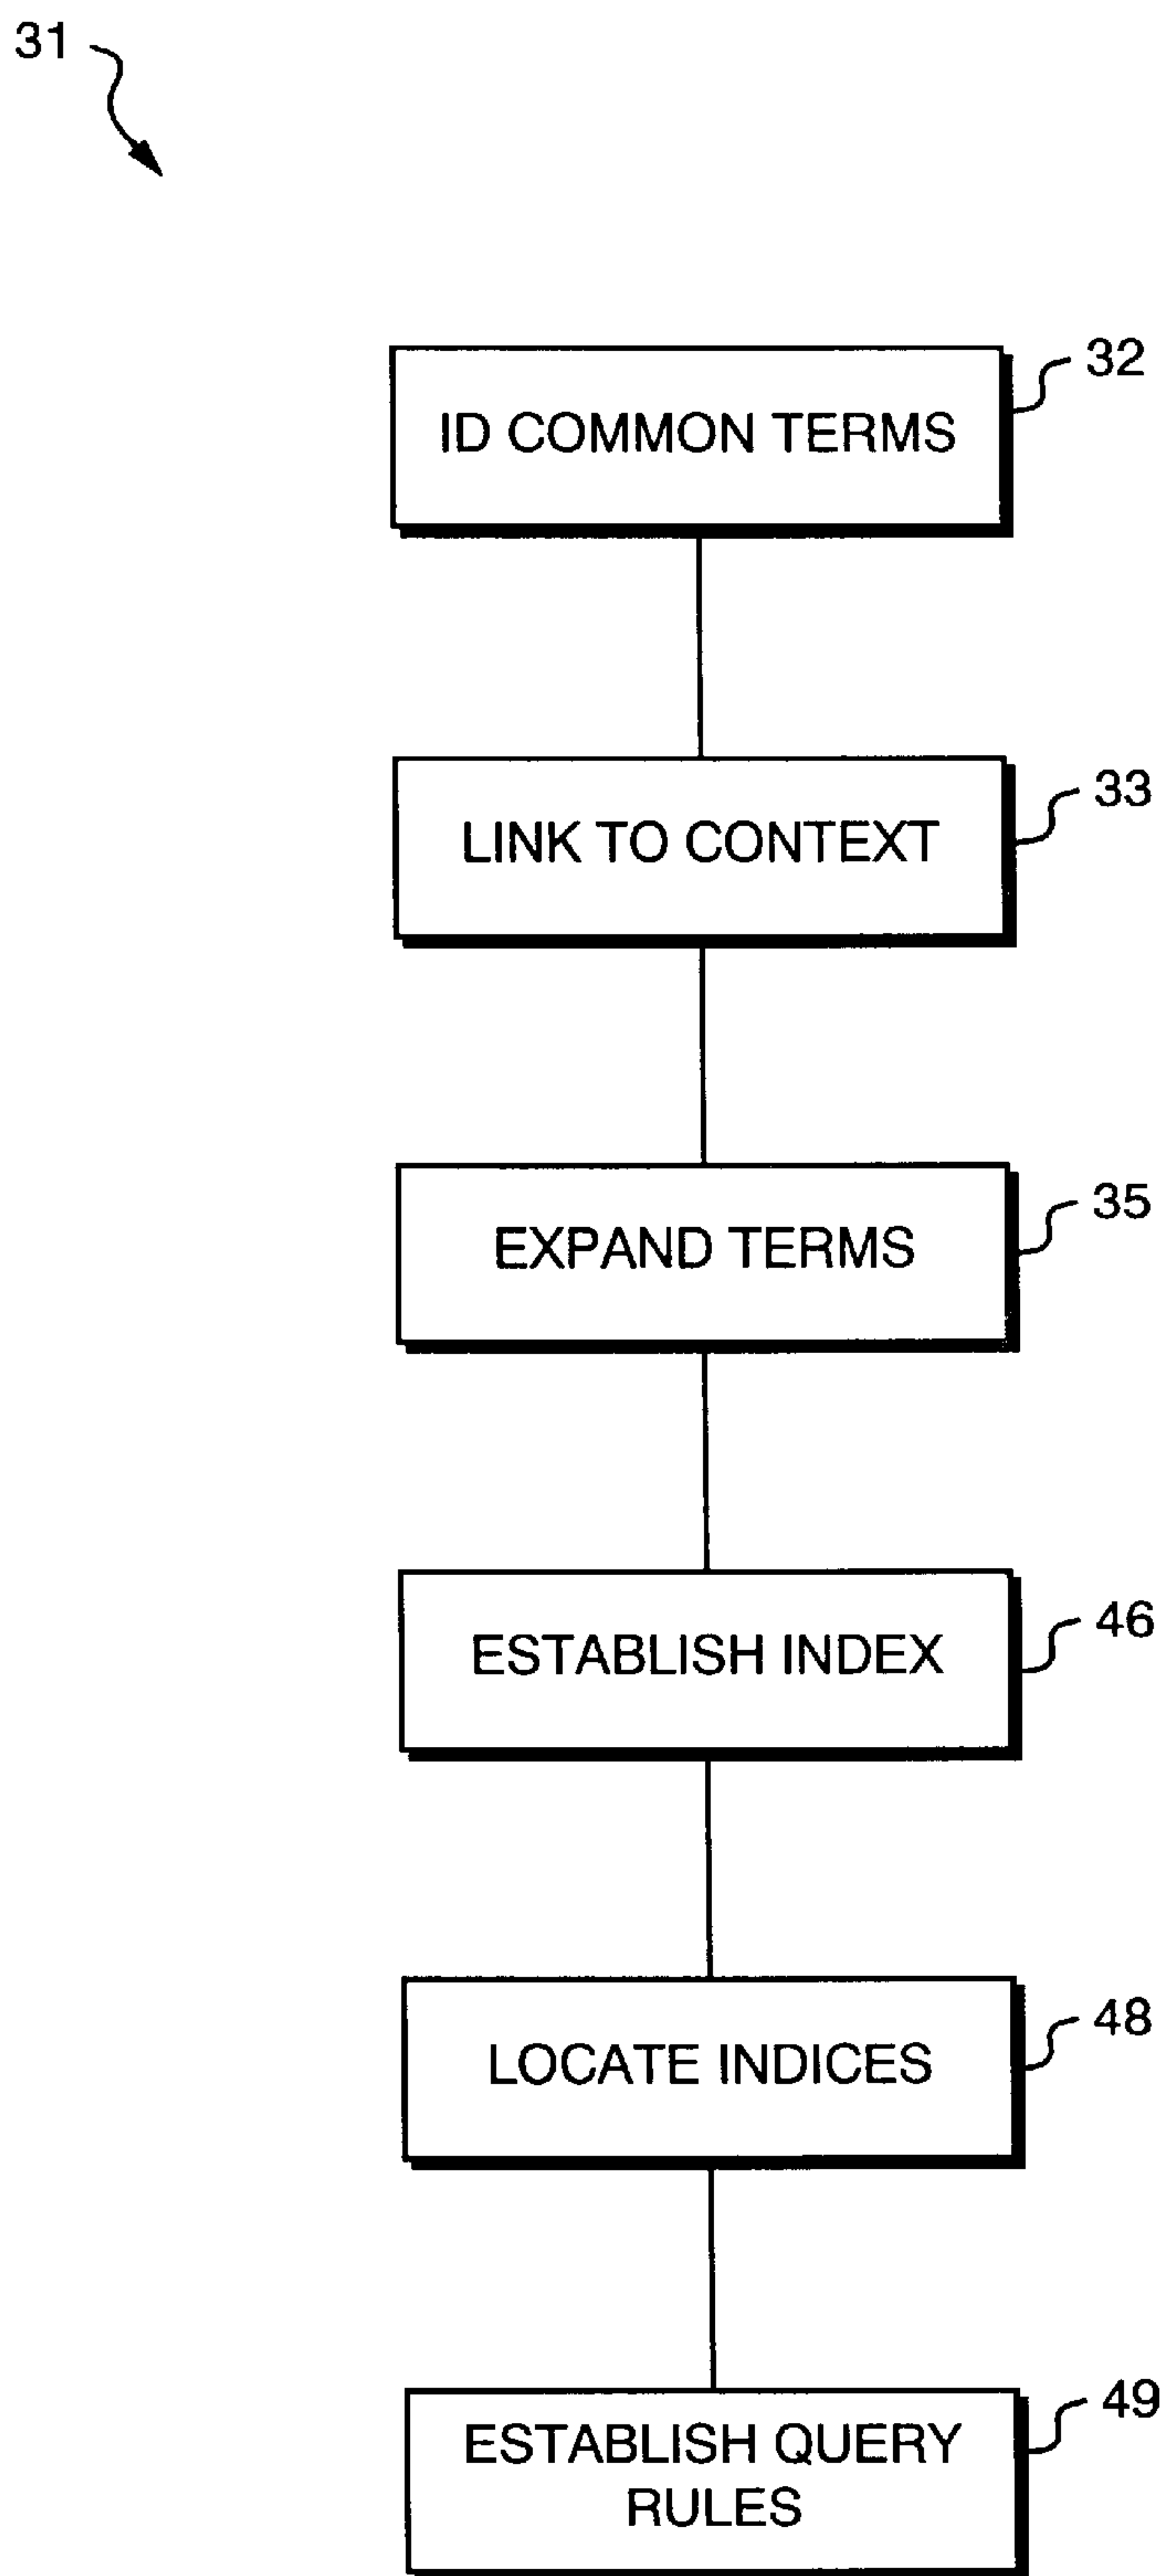 31
32
ID COMMON TERMS
33
LINK TO CONTEXT
35
EXPAND TERMS
46
ESTABLISH INDEX
48
LOCATE INDICES
49
ESTABLISH QUERY
RULES